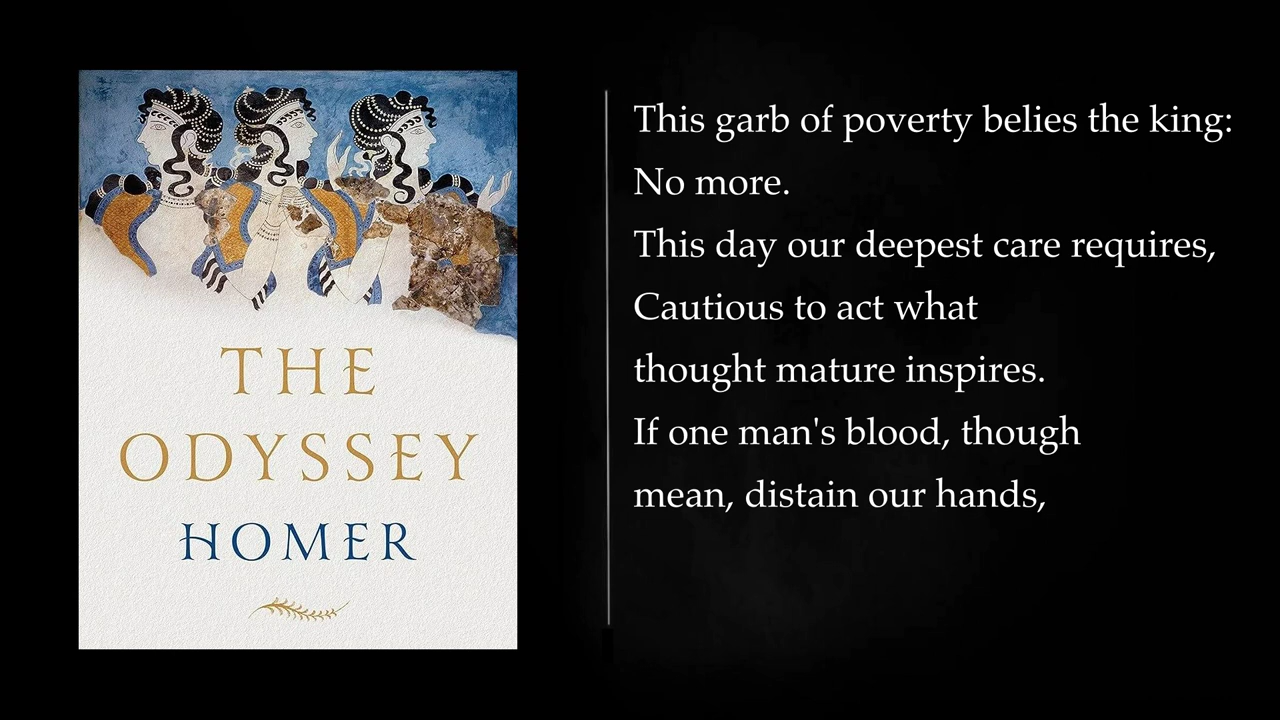 THE
ODYSSEY
HOMER
This garb of poverty belies the king:
No more.
This day our deepest care requires,
Cautious to act what
thought mature inspires.
If one man's blood, though
mean, distain our hands,